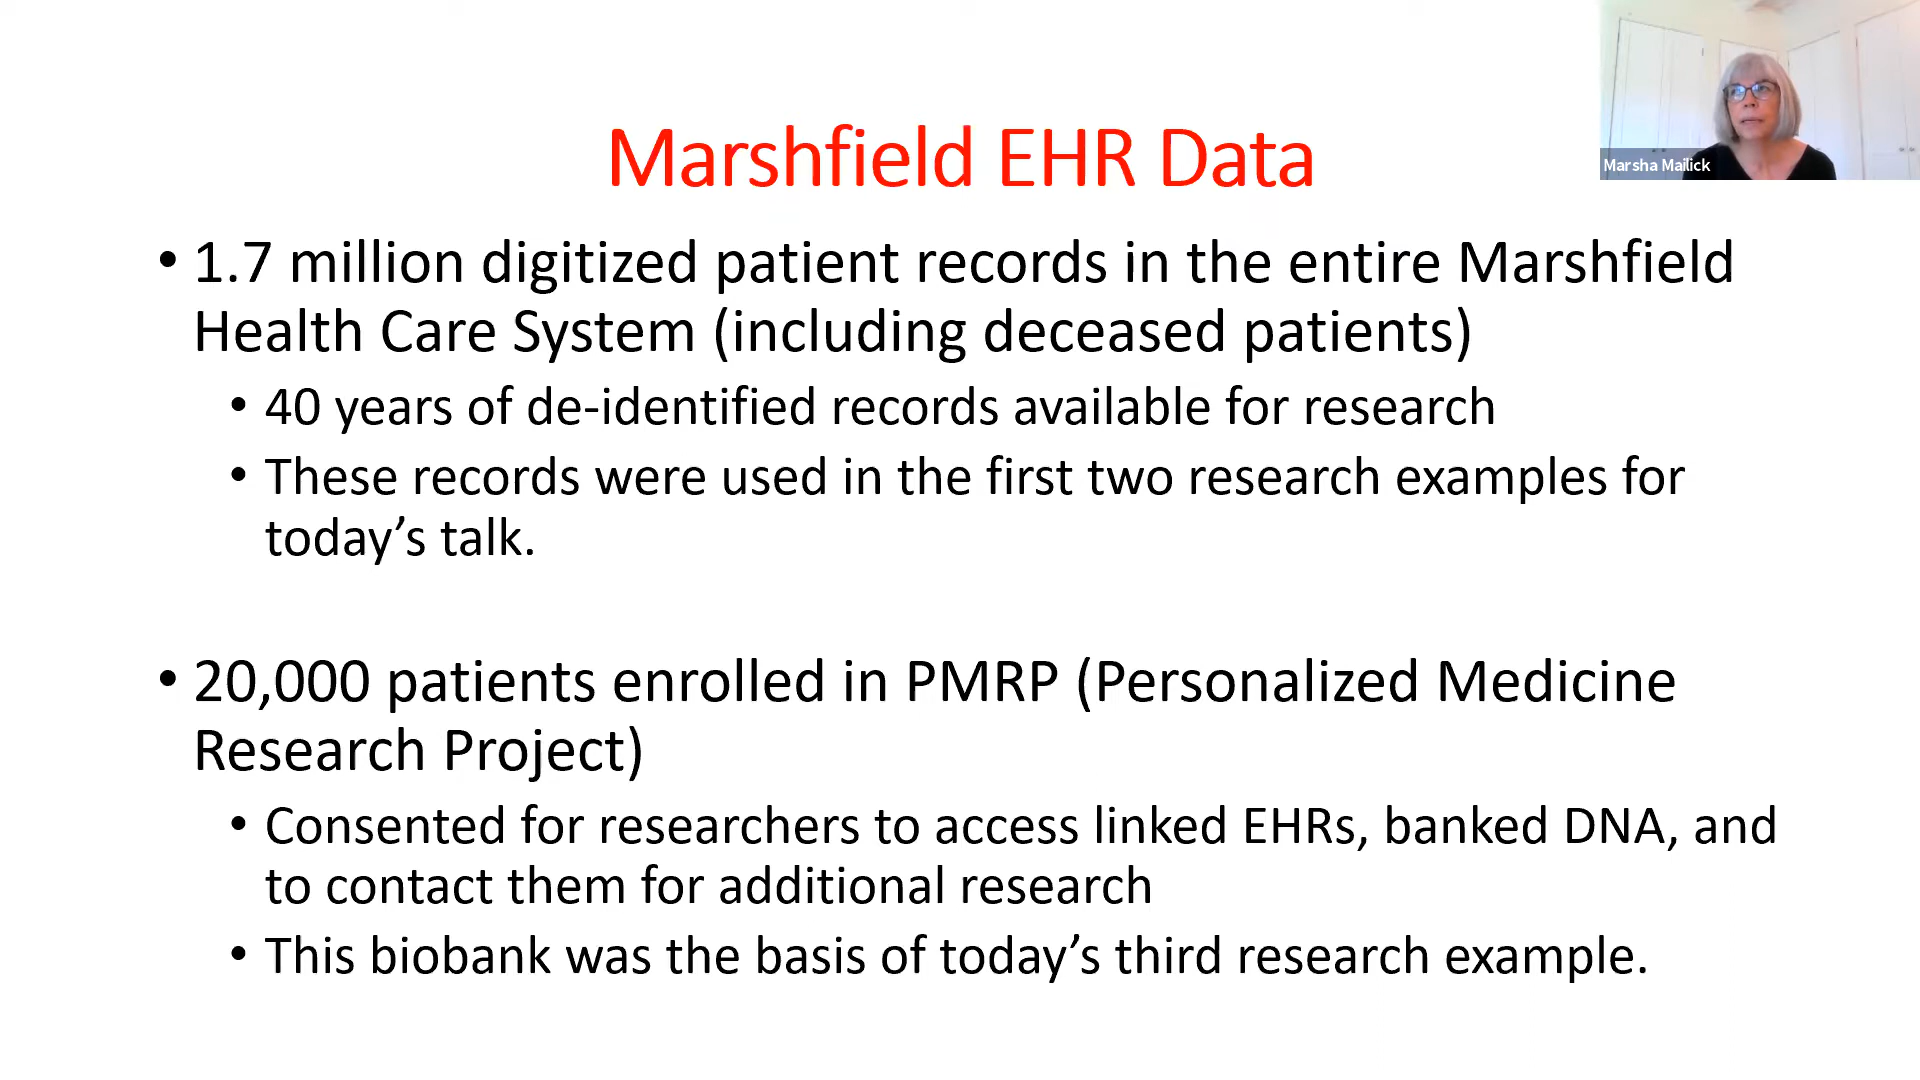 Marsha Mailick
Marshfield EHR Data
• 1.7 million digitized patient records in the entire Marshfield
Health Care System (including deceased patients)
• 40 years of de-identified records available for research
• These records were used in the first two research examples for
today’s talk.
• 20,000 patients enrolled in PMRP (Personalized Medicine
Research Project)
• Consented for researchers to access linked EHRs, banked DNA, and
to contact them for additional research
• This biobank was the basis of today’s third research example.